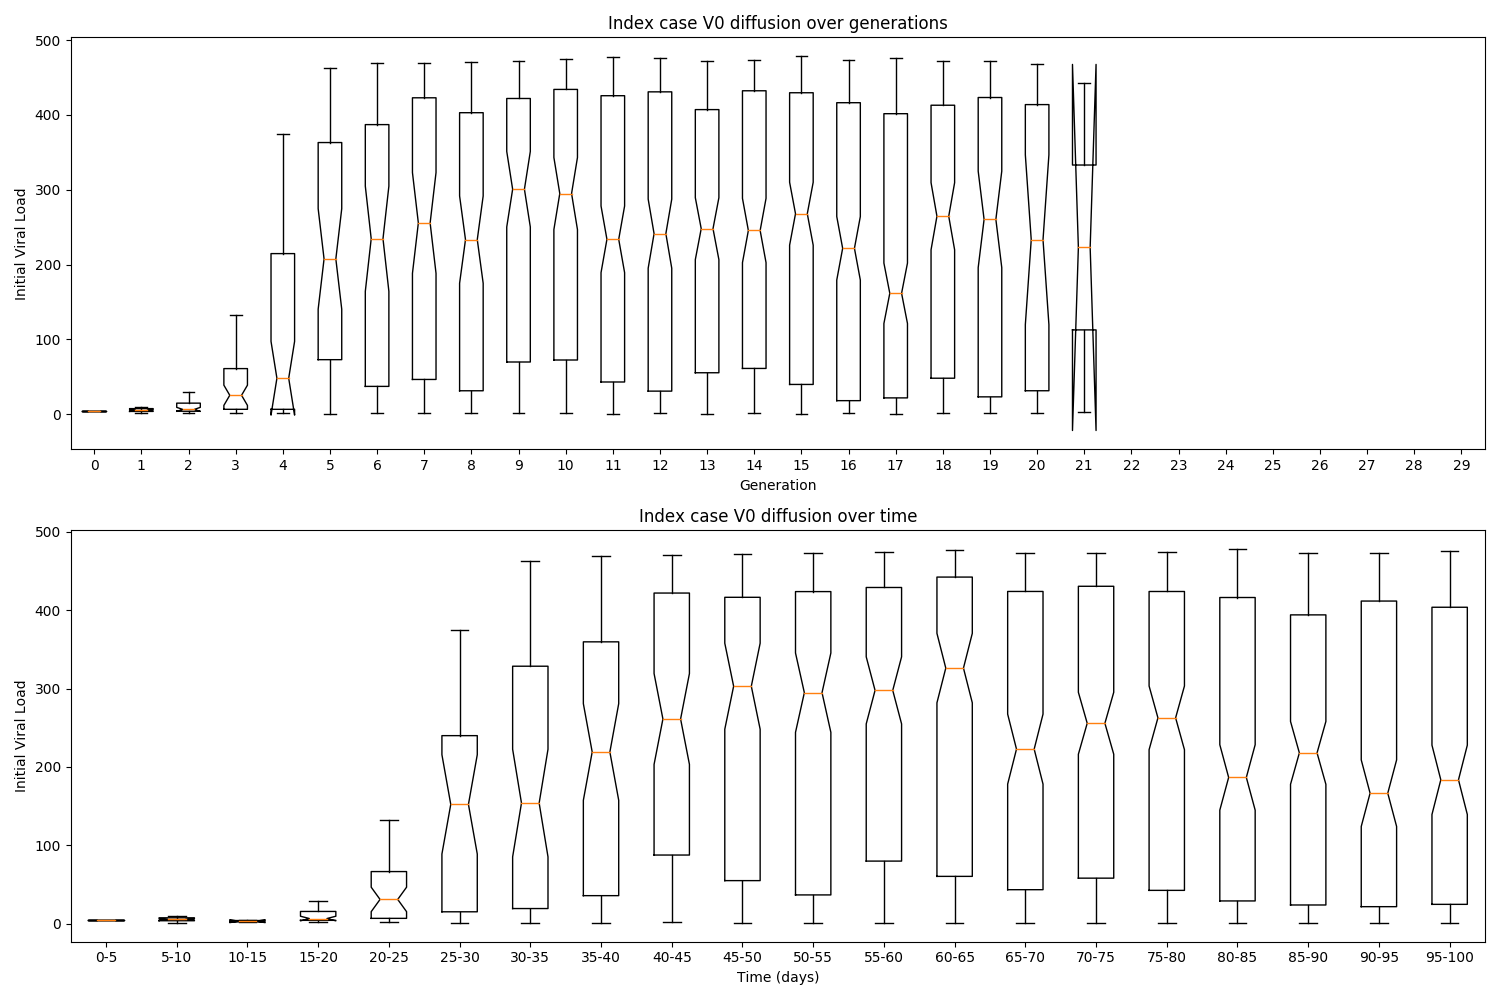 Index case V0 diffusion over generations
Initial Viral Load
500
400
300
200
100
0
0 1 2 3 4 5 6 7 8 9 10 11 12 13 14 15 16 17 18 19 20 21 22 23 24 25 26 27 28 29
Generation
Index case V0 diffusion over time
Initial Viral Load
500
400
300
200
100
0
0-5 5-10 10-15 15-20 20-25 25-30 30-35 35-40 40-45 45-50 50-55 55-60 60-65 65-70 70-75 75-80 80-85 85-90 90-95 95-100
Time (days)